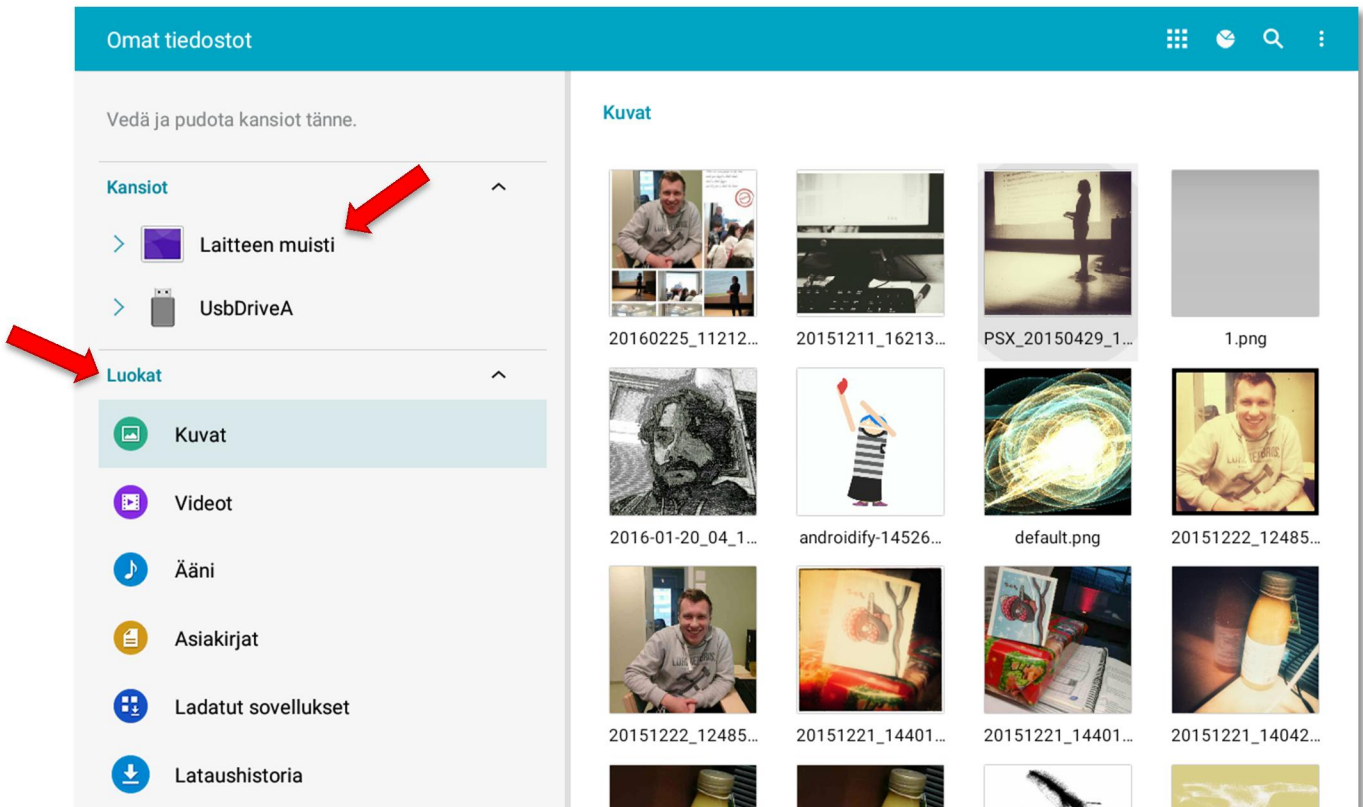 Omat tiedostot
Vedä ja pudota kansiot tänne.
Kansiot
Laitteen muisti
UsbDriveA
Luokat
Kuvat
Videot
Ääni
Asiakirjat
Ladatut sovellukset
Lataushistoria
Kuvat
20160225_11212…
20151211_16213…
PSX_20150429_1…
1.png
2016-01-20_04_1…
androidify-14526…
default.png
20151222_12485…
20151222_12485…
20151221_14401…
20151221_14401…
20151221_14042…